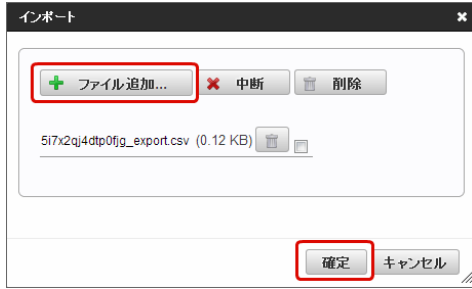 インポート
ファイル追加... 中断 削除
5i7x2qj4dtp0fjg_export.csv (0.12 KB)
確定 キャンセル